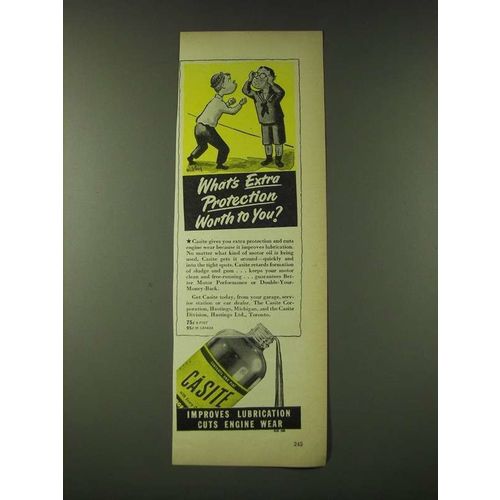 What's Extra
Protection
Worth to You?
★Casite gives you extra protection and cuts
engine wear because it improves lubrication.
No matter what kind of motor oil is being
used, Casite gets it around—quickly and
into the tight spots. Casite retards formation
of sludge and gum . . . keeps your motor
clean and free-running . . . guarantees Bet-
ter Motor Performance or Double-Your-
Money-Back.
Get Casite today, from your garage, serv-
ice station or car dealer. The Casite Cor-
poration, Hastings, Michigan, and the Casite
Division, Hastings Ltd., Toronto.
75¢ A PINT
95¢ IN CANADA
CASITE
IMPROVES LUBRICATION
CUTS ENGINE WEAR
245